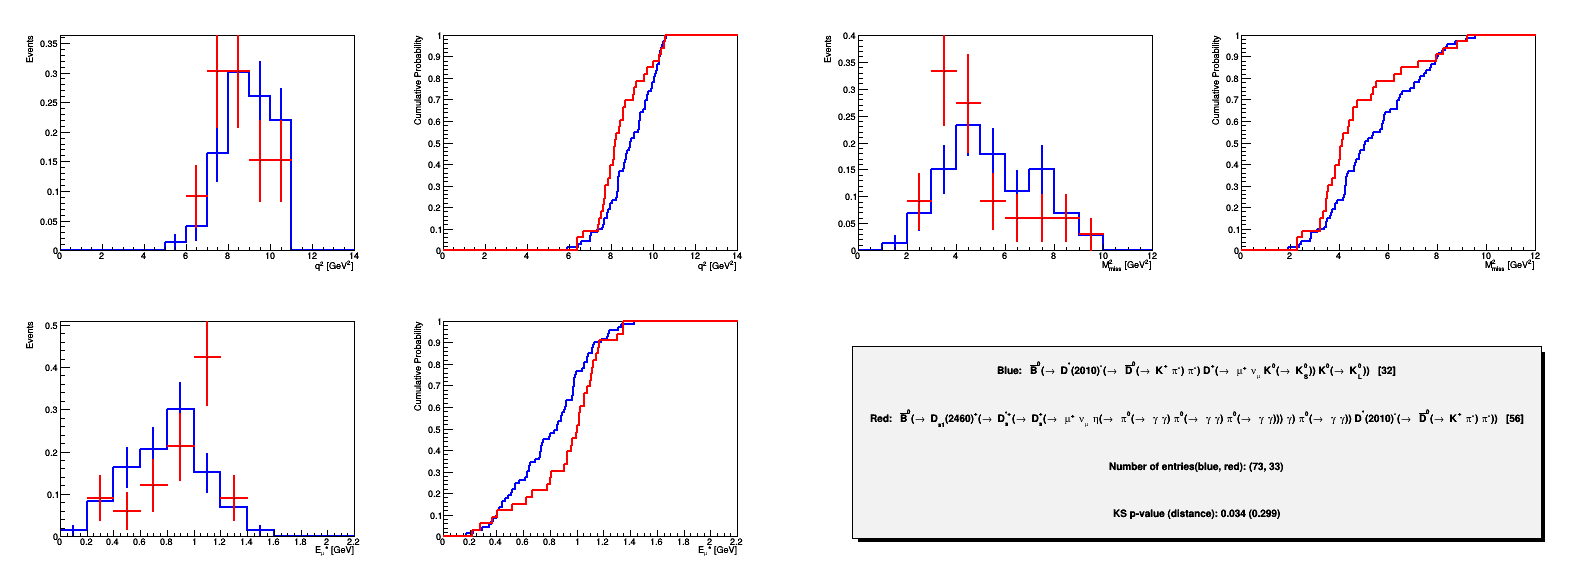 Events
0.35
0.3
0.25
0.2
0.15
0.1
0.05
0
0 2 4 6 8 10 12 14
q² [GeV²]
Cumulative Probability
1
0.9
0.8
0.7
0.6
0.5
0.4
0.3
0.2
0.1
0
0 2 4 6 8 10 12 14
q² [GeV²]
Events
0.4
0.35
0.3
0.25
0.2
0.15
0.1
0.05
0
0 2 4 6 8 10 12
M²miss [GeV²]
Cumulative Probability
1
0.9
0.8
0.7
0.6
0.5
0.4
0.3
0.2
0.1
0
0 2 4 6 8 10 12
M²miss [GeV²]
Events
0.5
0.4
0.3
0.2
0.1
0
0 0.2 0.4 0.6 0.8 1 1.2 1.4 1.6 1.8 2 2.2
Eμ* [GeV]
Cumulative Probability
1
0.9
0.8
0.7
0.6
0.5
0.4
0.3
0.2
0.1
0
0 0.2 0.4 0.6 0.8 1 1.2 1.4 1.6 1.8 2 2.2
Eμ* [GeV]
Blue: B̅⁰(→ D*(2010)⁻(→ D̅⁰(→ K⁺ π⁻) π⁻) D⁺(→ μ⁺ νμ K⁰(→ K⁰S)) K⁰(→ K⁰L)) [32]
Red: B̅⁰(→ Ds1(2460)⁺(→ Ds*⁺(→ Ds⁺(→ μ⁺ νμ η(→ π⁰(→ γ γ) π⁰(→ γ γ) π⁰(→ γ γ))) γ) π⁰(→ γ γ)) D*(2010)⁻(→ D̅⁰(→ K⁺ π⁻) π⁻)) [56]
Number of entries(blue, red): (73, 33)
KS p-value (distance): 0.034 (0.299)